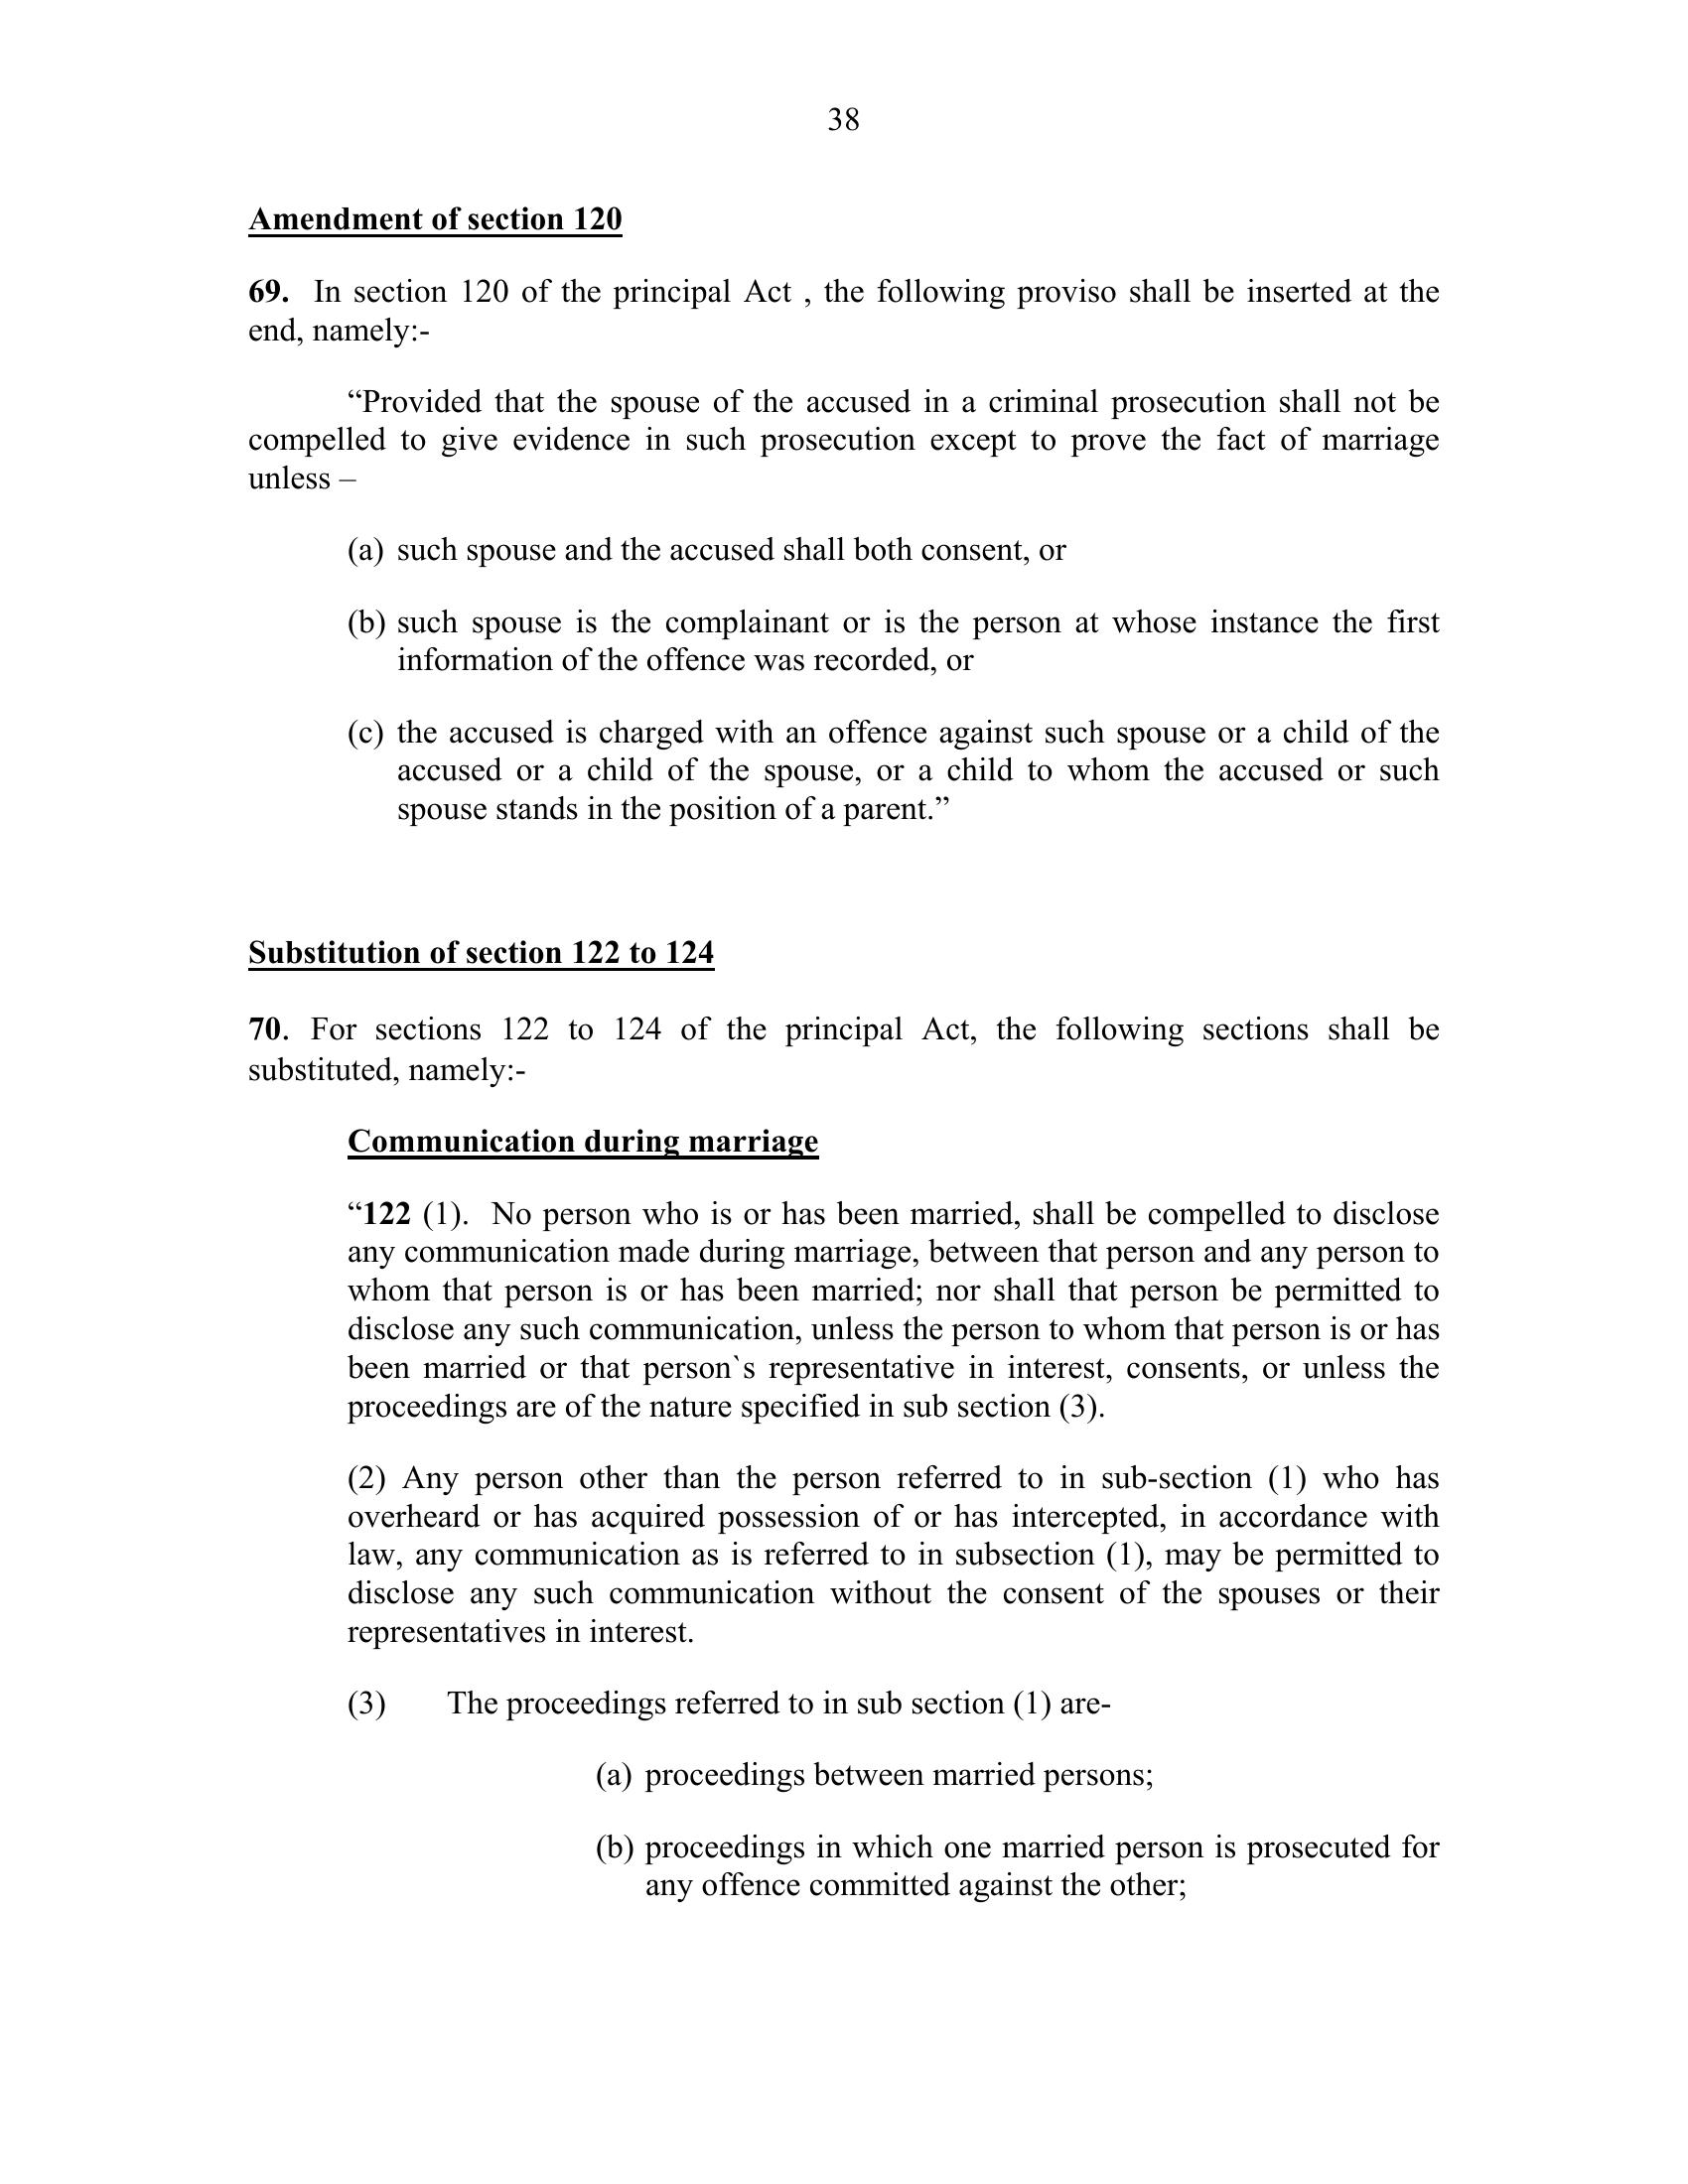 38
Amendment of section 120
69. In section 120 of the principal Act , the following proviso shall be inserted at the
end, namely:-
“Provided that the spouse of the accused in a criminal prosecution shall not be
compelled to give evidence in such prosecution except to prove the fact of marriage
unless –
(a) such spouse and the accused shall both consent, or
(b) such spouse is the complainant or is the person at whose instance the first
information of the offence was recorded, or
(c) the accused is charged with an offence against such spouse or a child of the
accused or a child of the spouse, or a child to whom the accused or such
spouse stands in the position of a parent.”
Substitution of section 122 to 124
70. For sections 122 to 124 of the principal Act, the following sections shall be
substituted, namely:-
Communication during marriage
“122 (1). No person who is or has been married, shall be compelled to disclose
any communication made during marriage, between that person and any person to
whom that person is or has been married; nor shall that person be permitted to
disclose any such communication, unless the person to whom that person is or has
been married or that person`s representative in interest, consents, or unless the
proceedings are of the nature specified in sub section (3).
(2) Any person other than the person referred to in sub-section (1) who has
overheard or has acquired possession of or has intercepted, in accordance with
law, any communication as is referred to in subsection (1), may be permitted to
disclose any such communication without the consent of the spouses or their
representatives in interest.
(3) The proceedings referred to in sub section (1) are-
(a) proceedings between married persons;
(b) proceedings in which one married person is prosecuted for
any offence committed against the other;